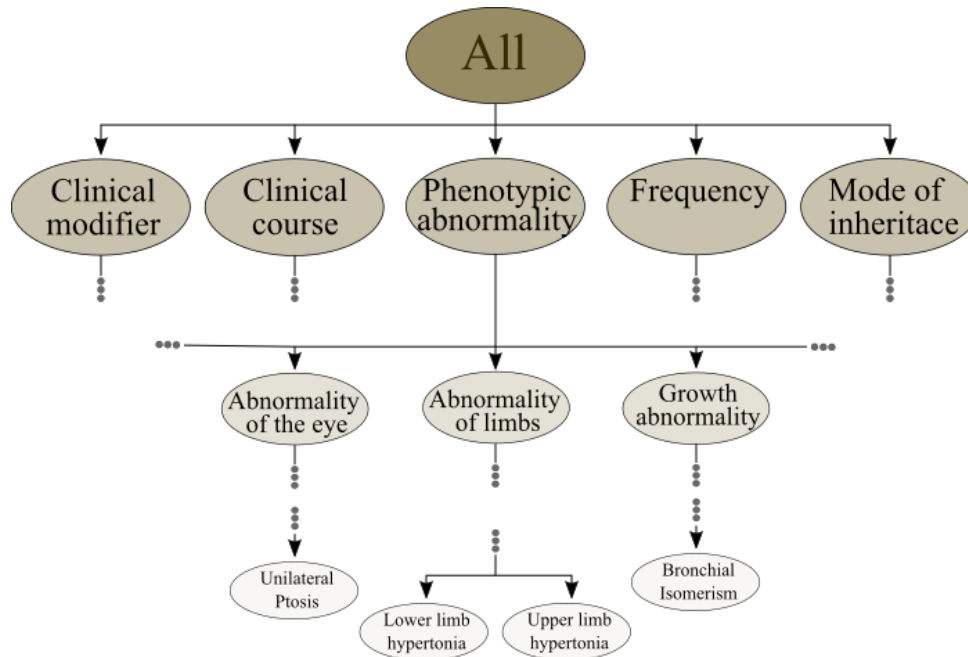 All
Clinical
modifier
Clinical
course
Phenotypic
abnormality
Frequency
Mode of
inheritace
Abnormality
of the eye
Abnormality
of limbs
Growth
abnormality
Unilateral
Ptosis
Lower limb
hypertonia
Upper limb
hypertonia
Bronchial
Isomerism